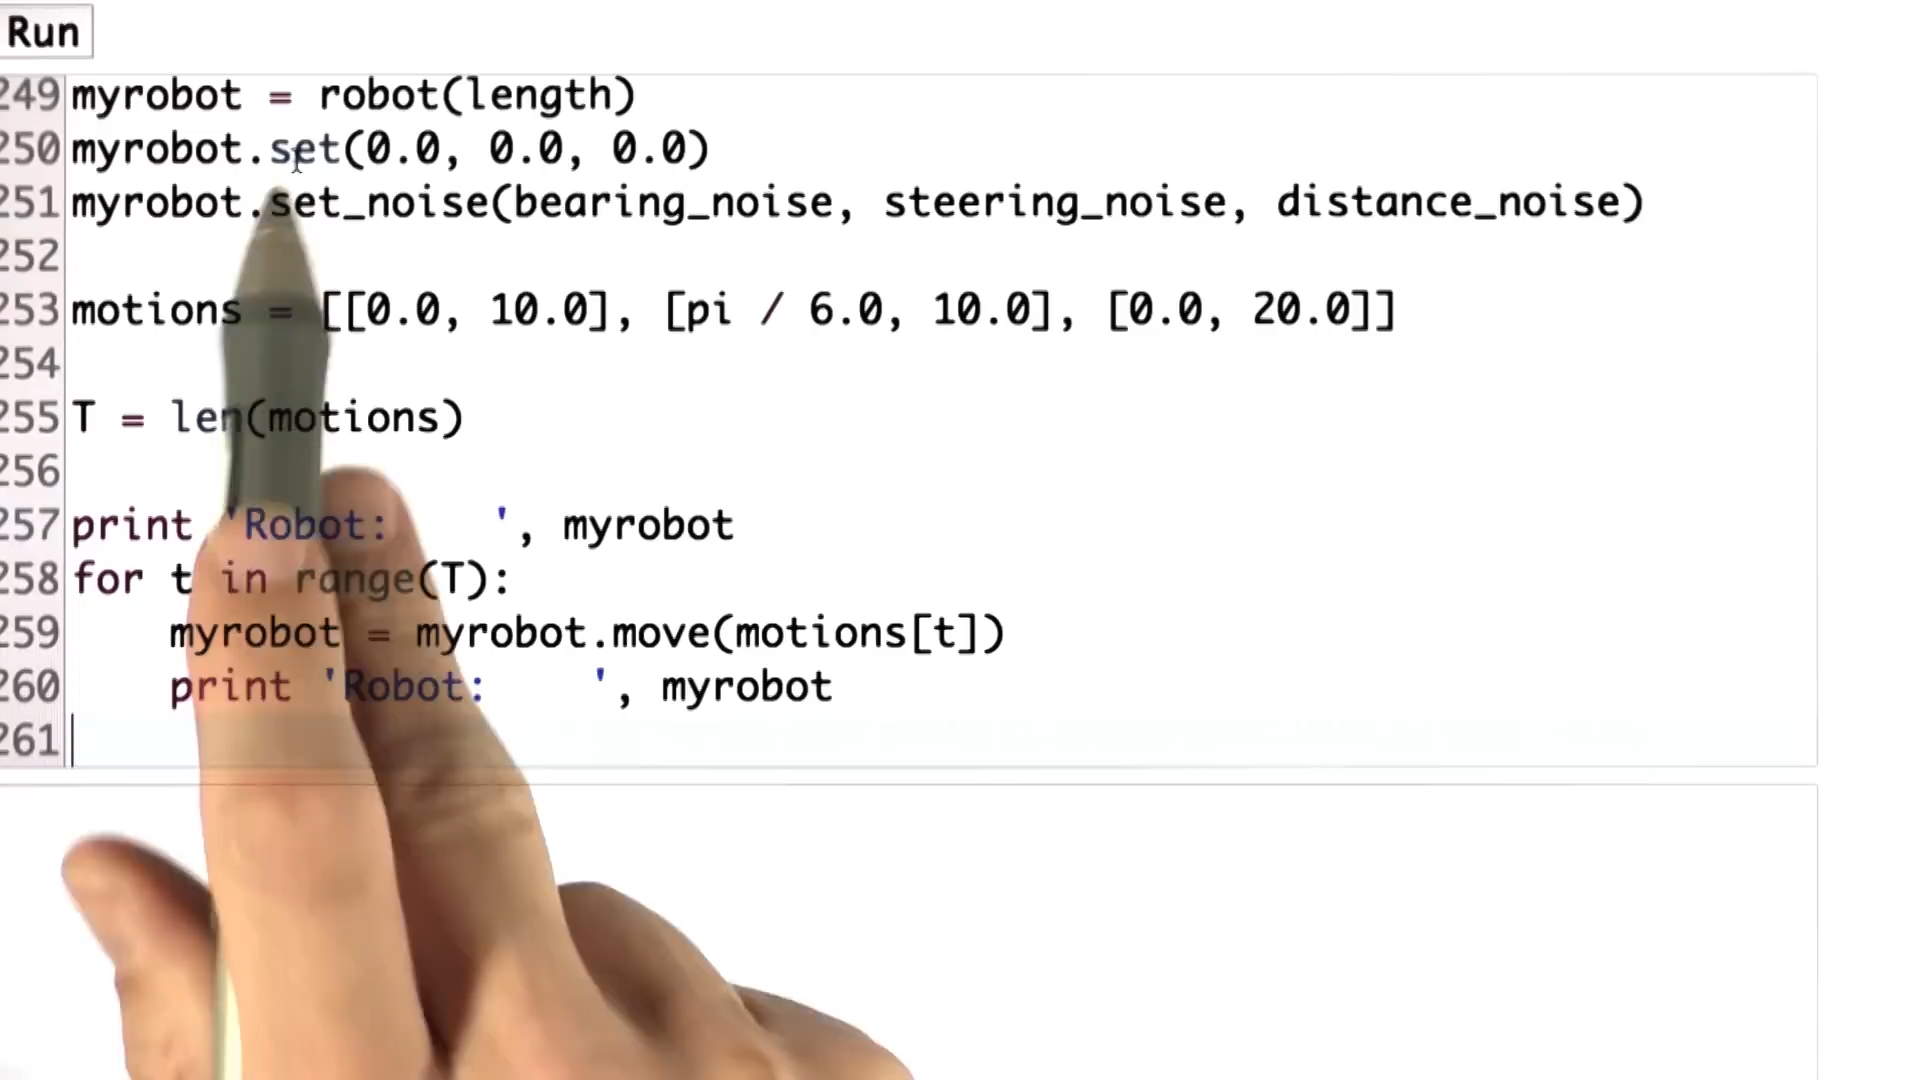 Run
249 myrobot = robot(length)
250 myrobot.set(0.0, 0.0, 0.0)
251 myrobot.set_noise(bearing_noise, steering_noise, distance_noise)
252
253 motions = [[0.0, 10.0], [pi / 6.0, 10.0], [0.0, 20.0]]
254
255 T = len(motions)
256
257 print 'Robot:    ', myrobot
258 for t in range(T):
259     myrobot = myrobot.move(motions[t])
260     print 'Robot:    ', myrobot
261